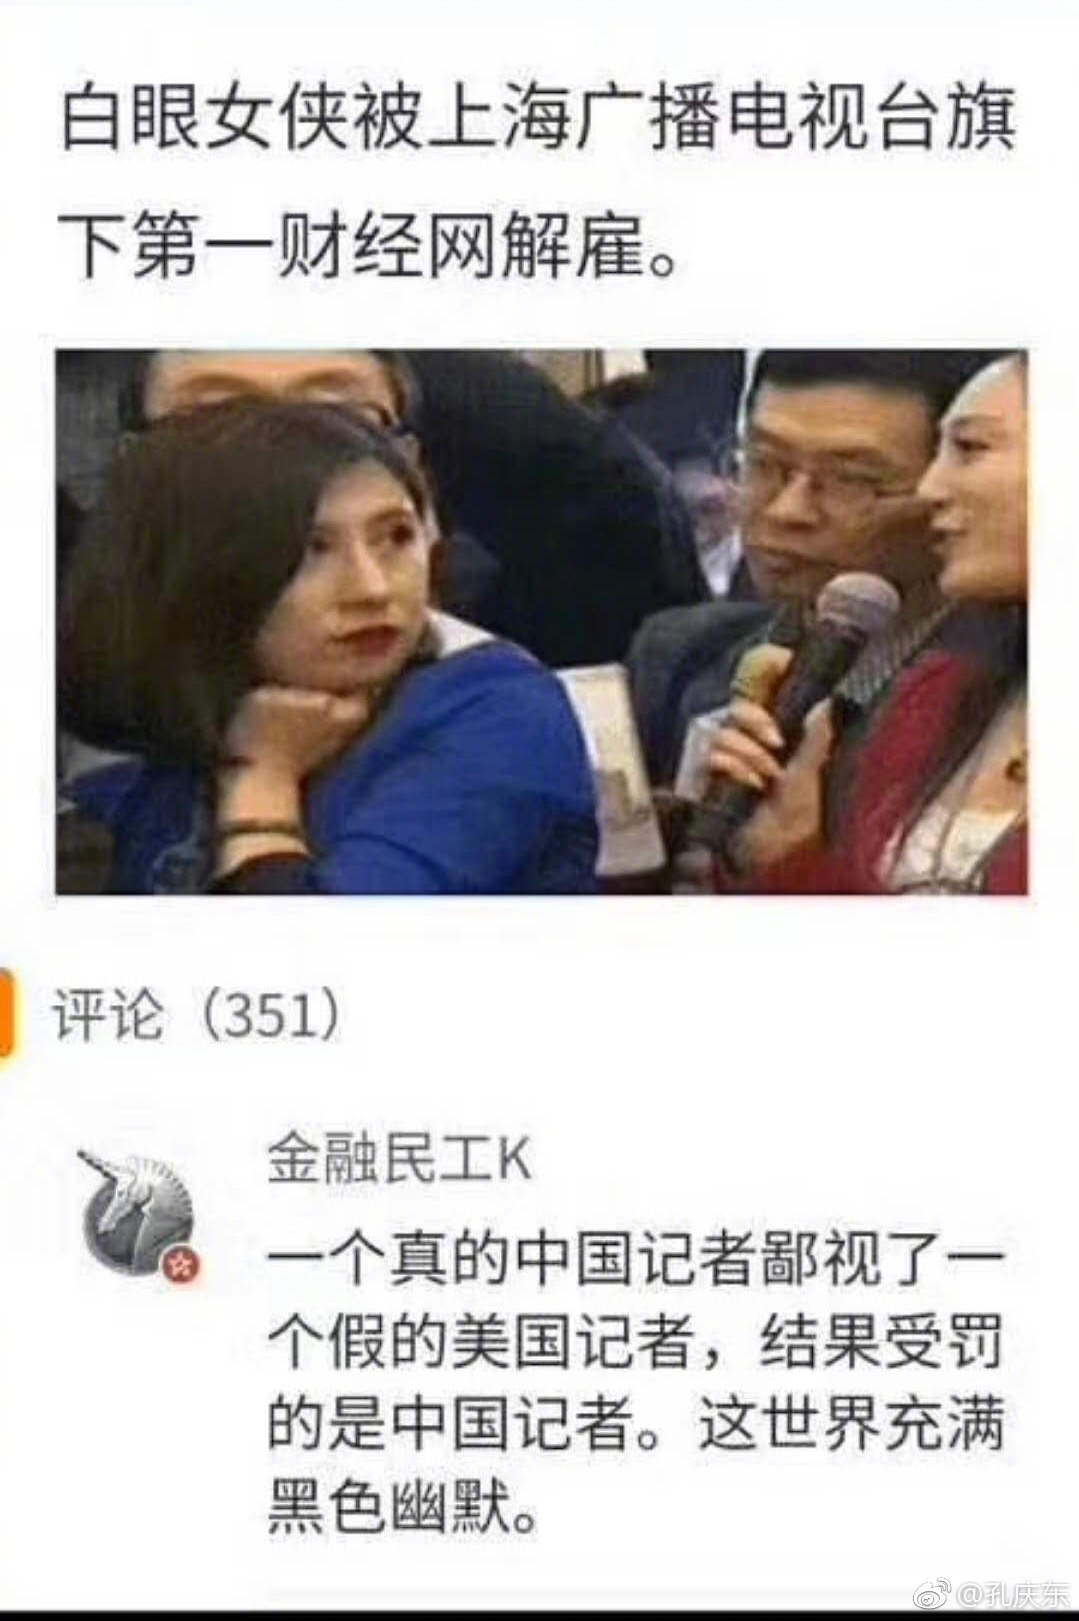 白眼女侠被上海广播电视台旗
下第一财经网解雇。
评论（351）
金融民工K
一个真的中国记者鄙视了一
个假的美国记者，结果受罚
的是中国记者。这世界充满
黑色幽默。
@孔庆东